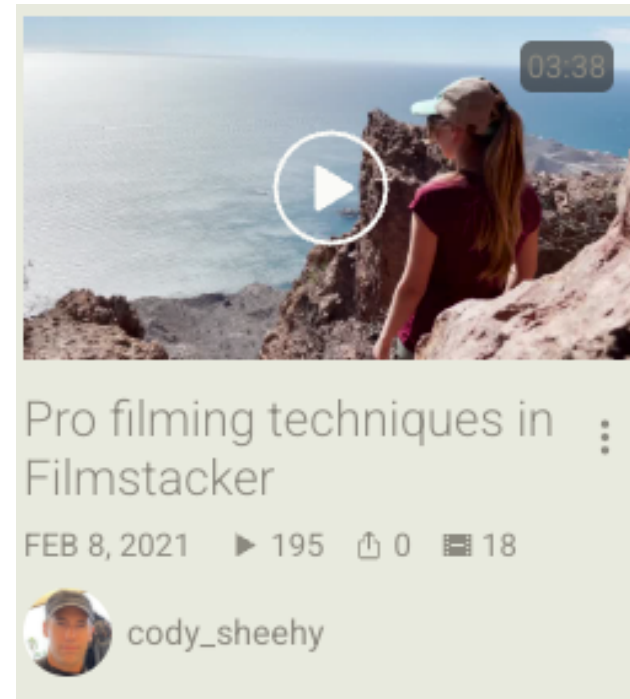 03:38
Pro filming techniques in
Filmstacker
FEB 8, 2021 195 0 18
cody_sheehy